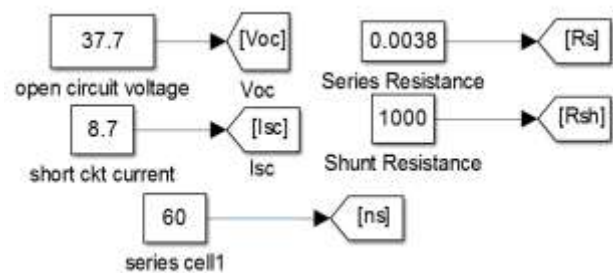 37.7
[Voc]
open circuit voltage
Voc
8.7
[Isc]
short ckt current
Isc
60
[ns]
series cell1
0.0038
[Rs]
Series Resistance
1000
[Rsh]
Shunt Resistance